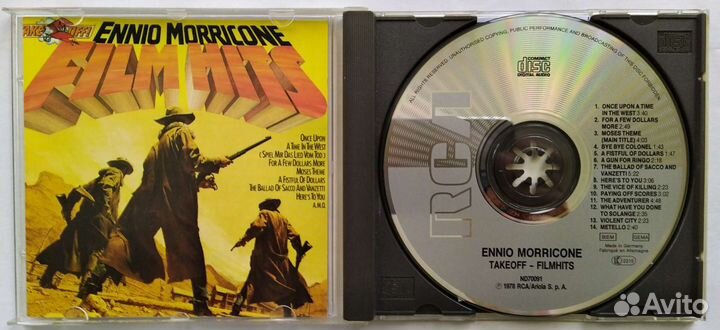 TAKE OFF!
ENNIO MORRICONE
FILM HITS
ONCE UPON
A TIME IN THE WEST
(SPIEL MIR DAS LIED VOM TOD)
FOR A FEW DOLLARS MORE
MOSES THEME
A FISTFUL OF DOLLARS
THE BALLAD OF SACCO AND VANZETTI
HERE'S TO YOU
A.M.O.
ALL RIGHTS RESERVED. UNAUTHORISED COPYING, PUBLIC PERFORMANCE AND BROADCASTING OF THIS DISC FORBIDDEN
COMPACT
disc
DIGITAL AUDIO
RCA
1. ONCE UPON A TIME
IN THE WEST 3:40
2. FOR A FEW DOLLARS
MORE 2:49
3. MOSES THEME
(MAIN TITLE) 4:03
4. BYE BYE COLONEL 1:43
5. A FISTFUL OF DOLLARS 1:47
6. A GUN FOR RINGO 2:18
7. THE BALLAD OF SACCO AND
VANZETTI 5:22
8. HERE'S TO YOU 3:06
9. THE VICE OF KILLING 2:23
10. PAYING OFF SCORES 3:02
11. THE ADVENTURER 4:48
12. WHAT HAVE YOU DONE
TO SOLANGE 2:35
13. VIOLENT CITY 2:23
14. METELLO 2:40
BIEM GEMA
Made in Germany
Fabriqué en Allemagne
ENNIO MORRICONE
TAKEOFF - FILMHITS
ND70091
℗ 1978 RCA/Ariola S. p. A.
Avito